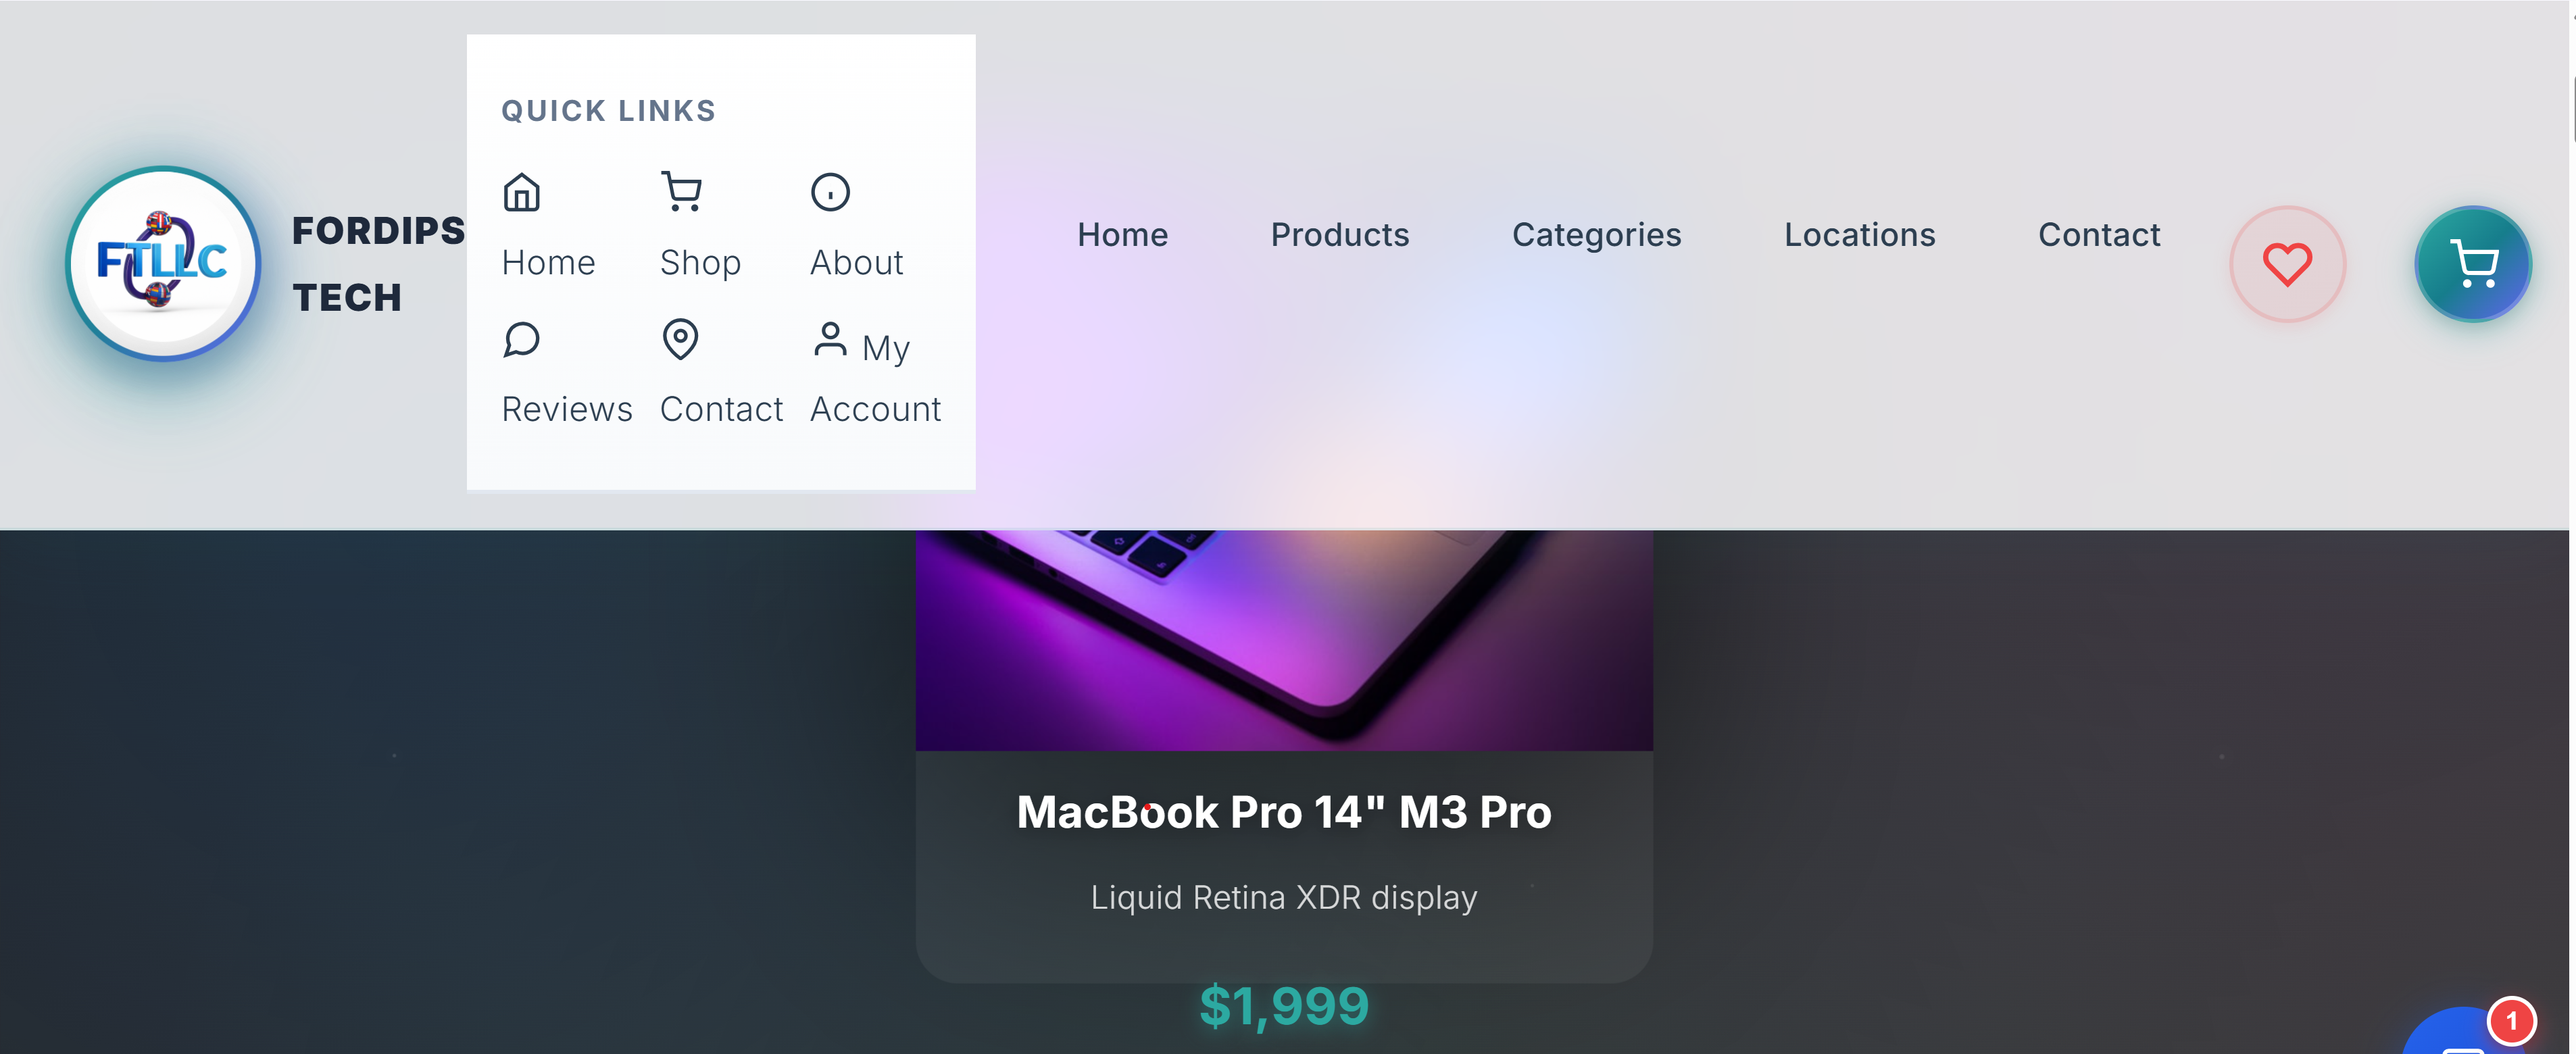 FTLLC
FORDIPS
TECH
QUICK LINKS
Home
Shop
About
Reviews
Contact
My
Account
Home
Products
Categories
Locations
Contact
MacBook Pro 14" M3 Pro
Liquid Retina XDR display
$1,999
1